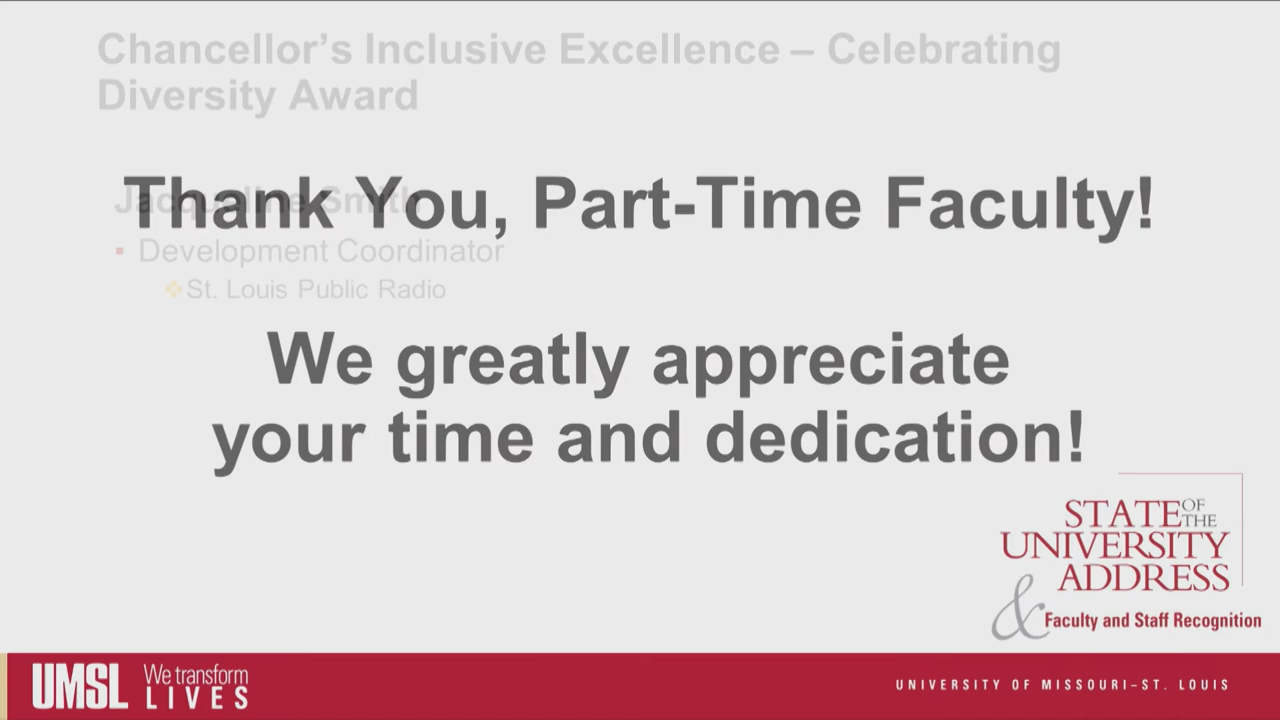 Chancellor's Inclusive Excellence – Celebrating
Diversity Award
Thank You, Part-Time Faculty!
Jacqueline Smith
▪ Development Coordinator
❖St. Louis Public Radio
We greatly appreciate
your time and dedication!
STATE OF THE
UNIVERSITY
ADDRESS
& Faculty and Staff Recognition
UMSL We transform
LIVES
UNIVERSITY OF MISSOURI–ST. LOUIS